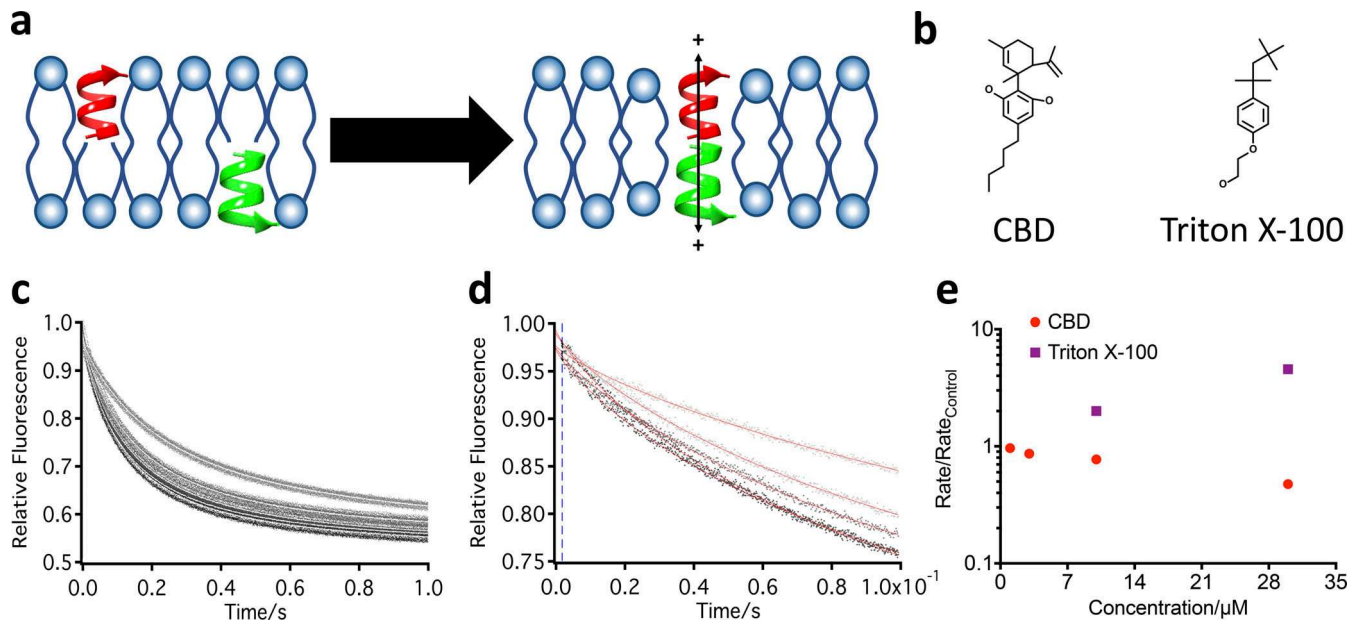 a
+
+
b
O
O
CBD
O
O
Triton X-100
c
Relative Fluorescence
1.0
0.9
0.8
0.7
0.6
0.5
0.0
0.2
0.4
0.6
0.8
1.0
Time/s
d
Relative Fluorescence
1.00
0.95
0.90
0.85
0.80
0.75
0.0
0.2
0.4
0.6
0.8
1.0x10-1
Time/s
e
CBD
Triton X-100
Rate/RateControl
10
1
0.1
0
7
14
21
28
35
Concentration/µM